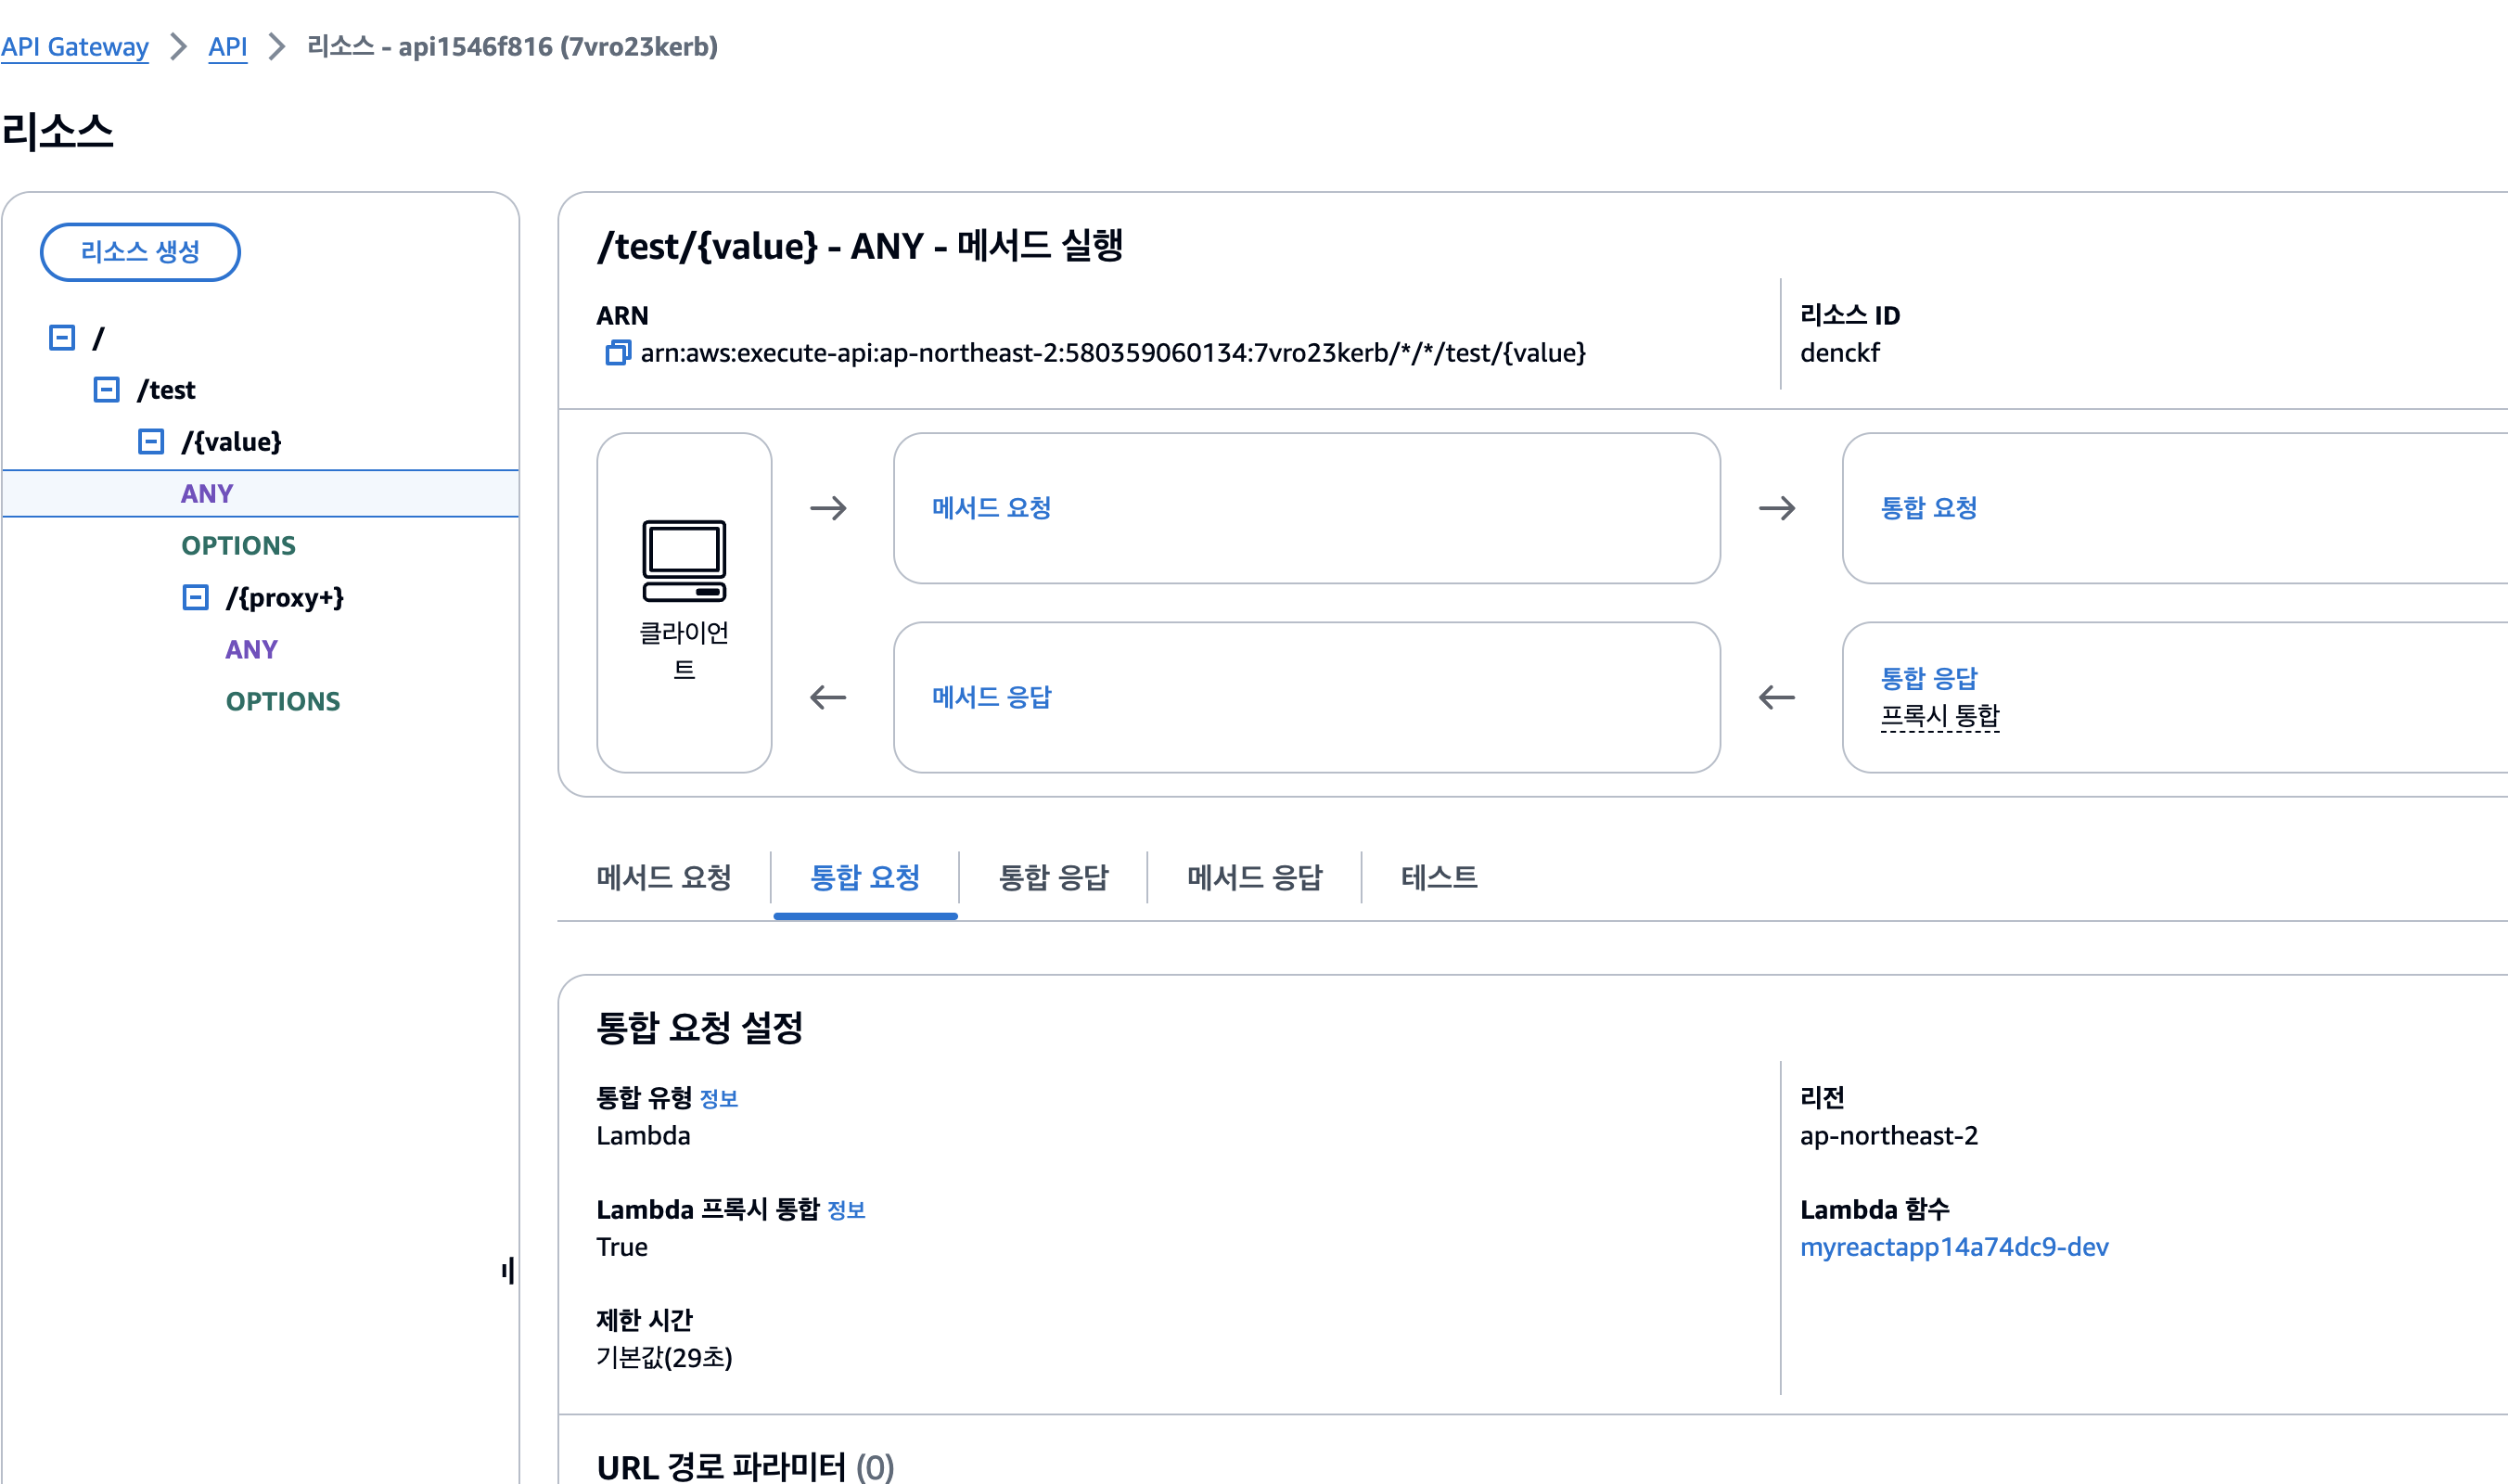 API Gateway > API > 리소스 - api1546f816 (7vro23kerb)
리소스
리소스 생성
/
/test
/{value}
ANY
OPTIONS
/{proxy+}
ANY
OPTIONS
/test/{value} - ANY - 메서드 실행
ARN
arn:aws:execute-api:ap-northeast-2:580359060134:7vro23kerb/*/*/test/{value}
리소스 ID
denckf
클라이언
트
메서드 요청
통합 요청
메서드 응답
통합 응답
프록시 통합
메서드 요청 통합 요청 통합 응답 메서드 응답 테스트
통합 요청 설정
통합 유형 정보
Lambda
리전
ap-northeast-2
Lambda 프록시 통합 정보
True
Lambda 함수
myreactapp14a74dc9-dev
제한 시간
기본값(29초)
URL 경로 파라미터 (0)